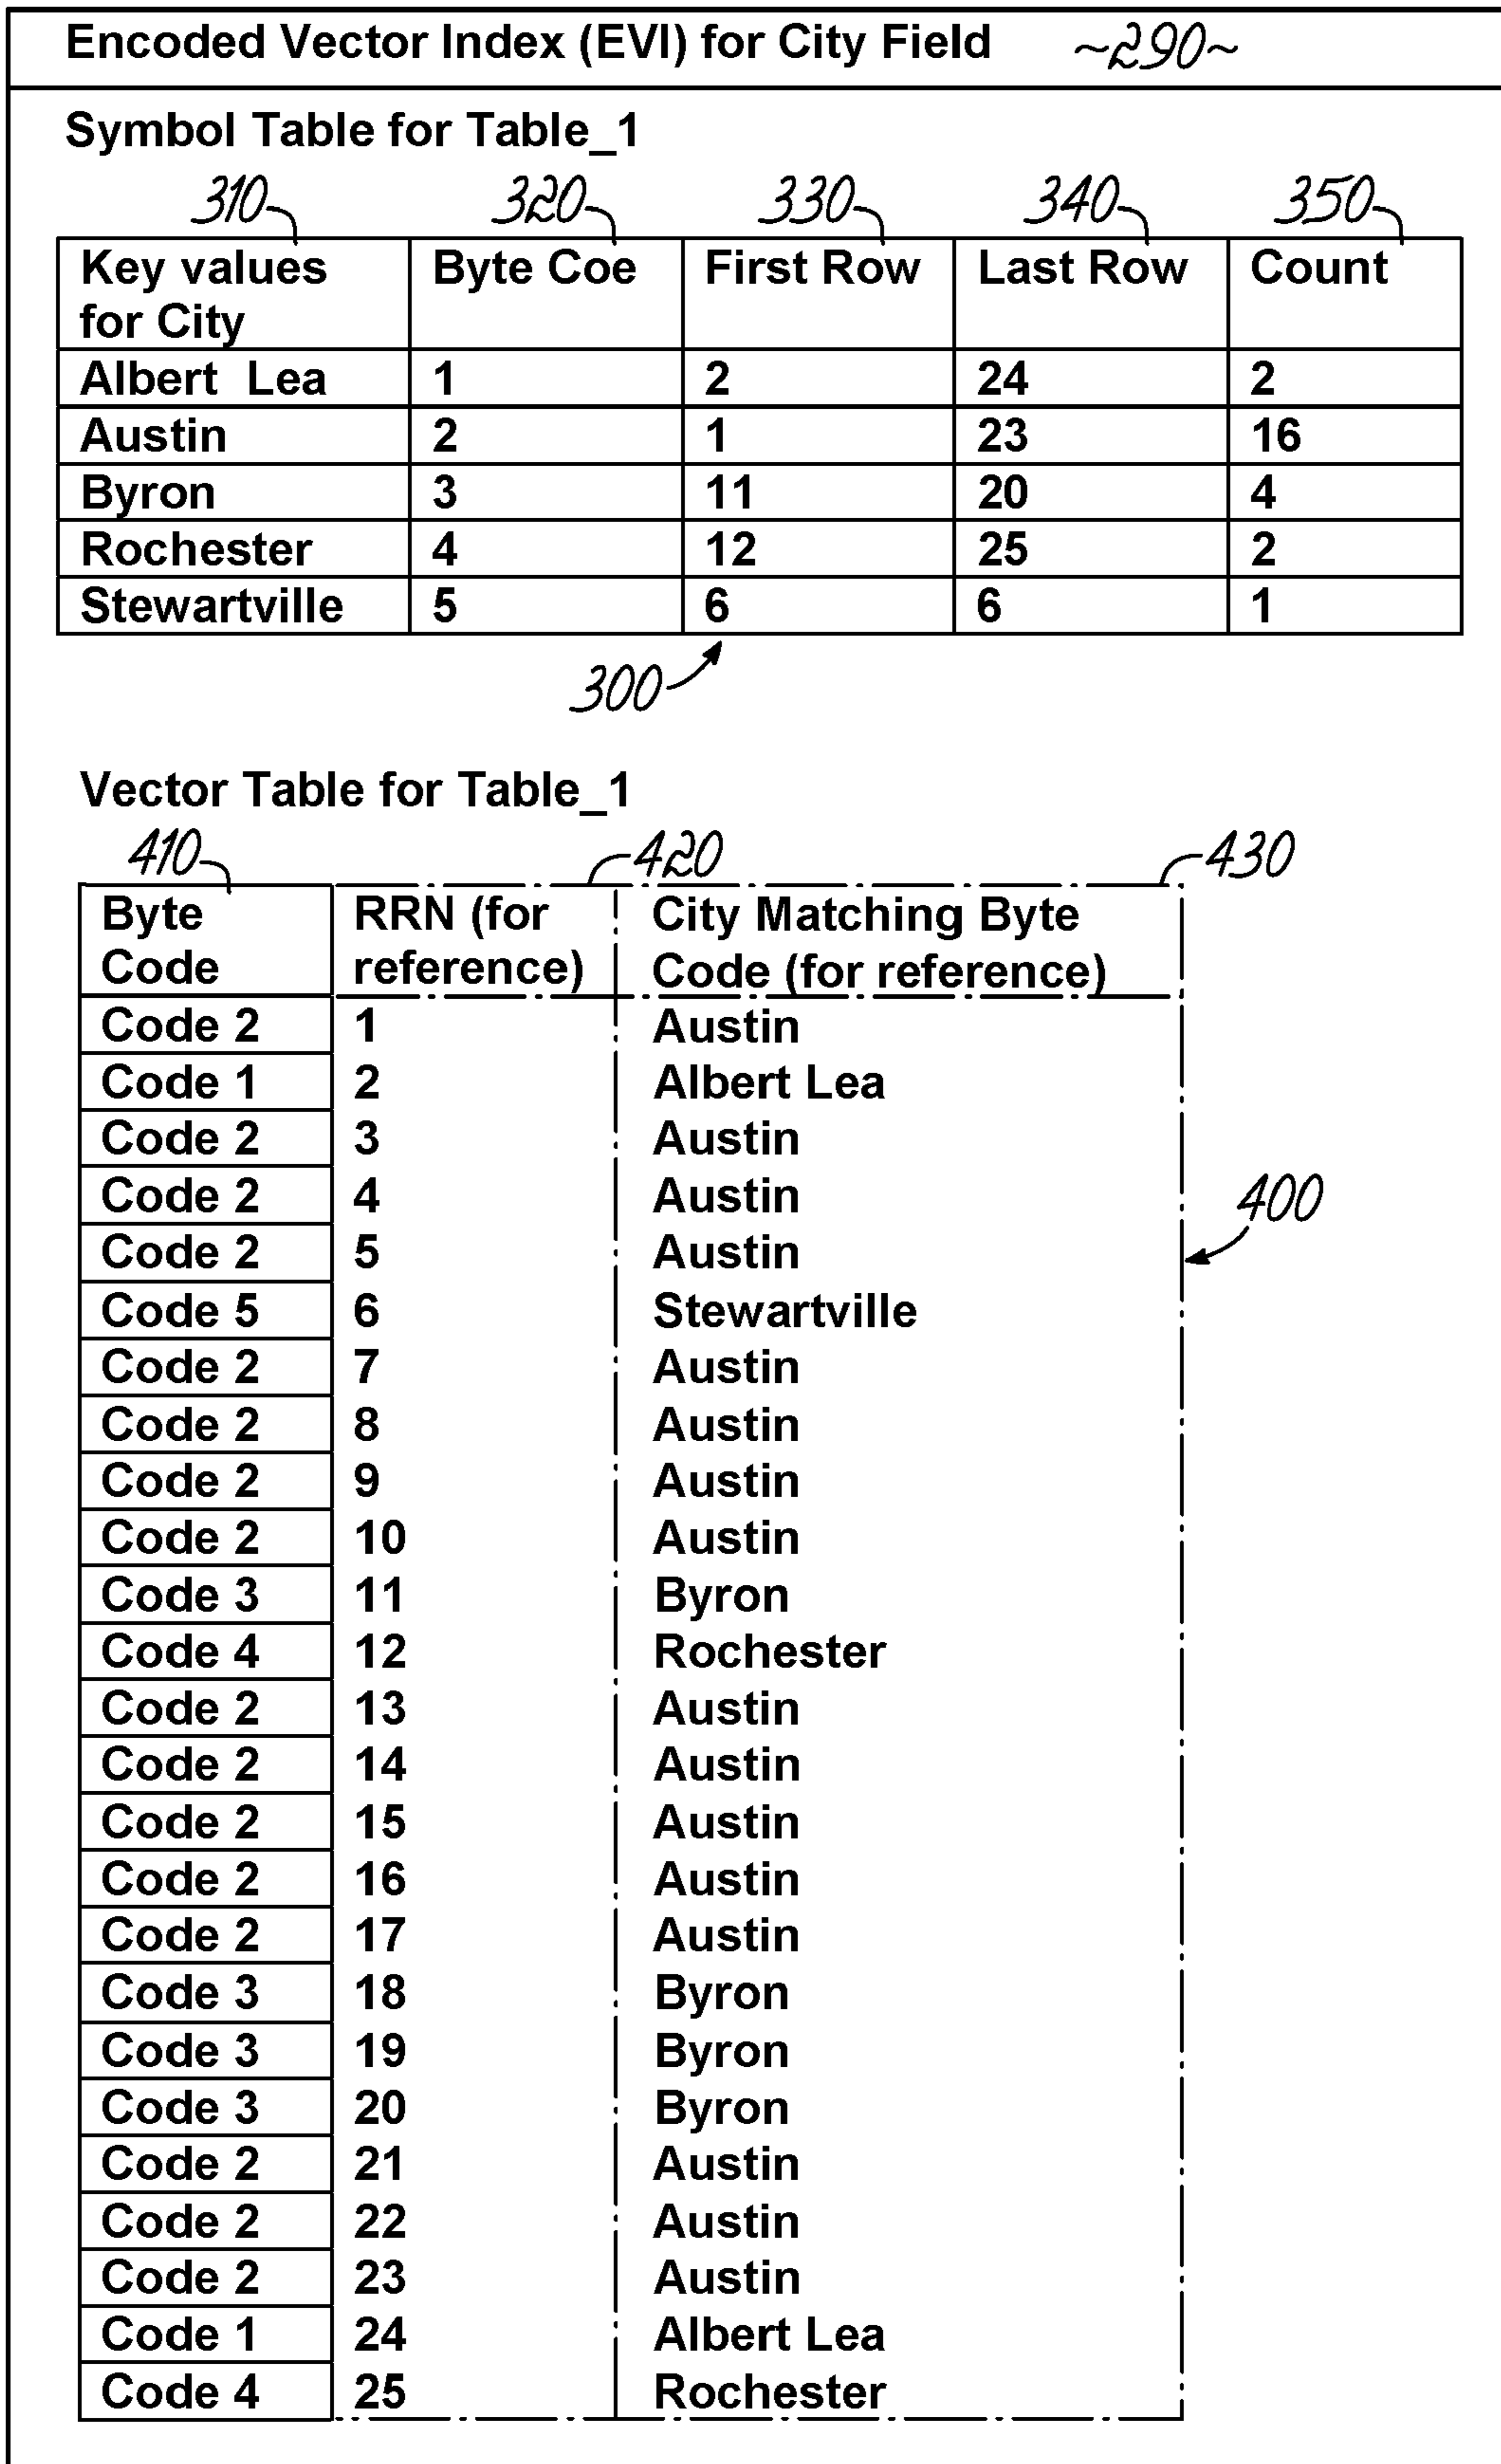 Encoded Vector Index (EVI) for City Field ~290~
Symbol Table for Table_1
310 320 330 340 350
Key values for City Byte Coe First Row Last Row Count
Albert Lea 1 2 24 2
Austin 2 1 23 16
Byron 3 11 20 4
Rochester 4 12 25 2
Stewartville 5 6 6 1
300
Vector Table for Table_1
410 420 430
Byte RRN (for City Matching Byte
Code reference) Code (for reference)
Code 2 1 Austin
Code 1 2 Albert Lea
Code 2 3 Austin
Code 2 4 Austin
400
Code 2 5 Austin
Code 5 6 Stewartville
Code 2 7 Austin
Code 2 8 Austin
Code 2 9 Austin
Code 2 10 Austin
Code 3 11 Byron
Code 4 12 Rochester
Code 2 13 Austin
Code 2 14 Austin
Code 2 15 Austin
Code 2 16 Austin
Code 2 17 Austin
Code 3 18 Byron
Code 3 19 Byron
Code 3 20 Byron
Code 2 21 Austin
Code 2 22 Austin
Code 2 23 Austin
Code 1 24 Albert Lea
Code 4 25 Rochester